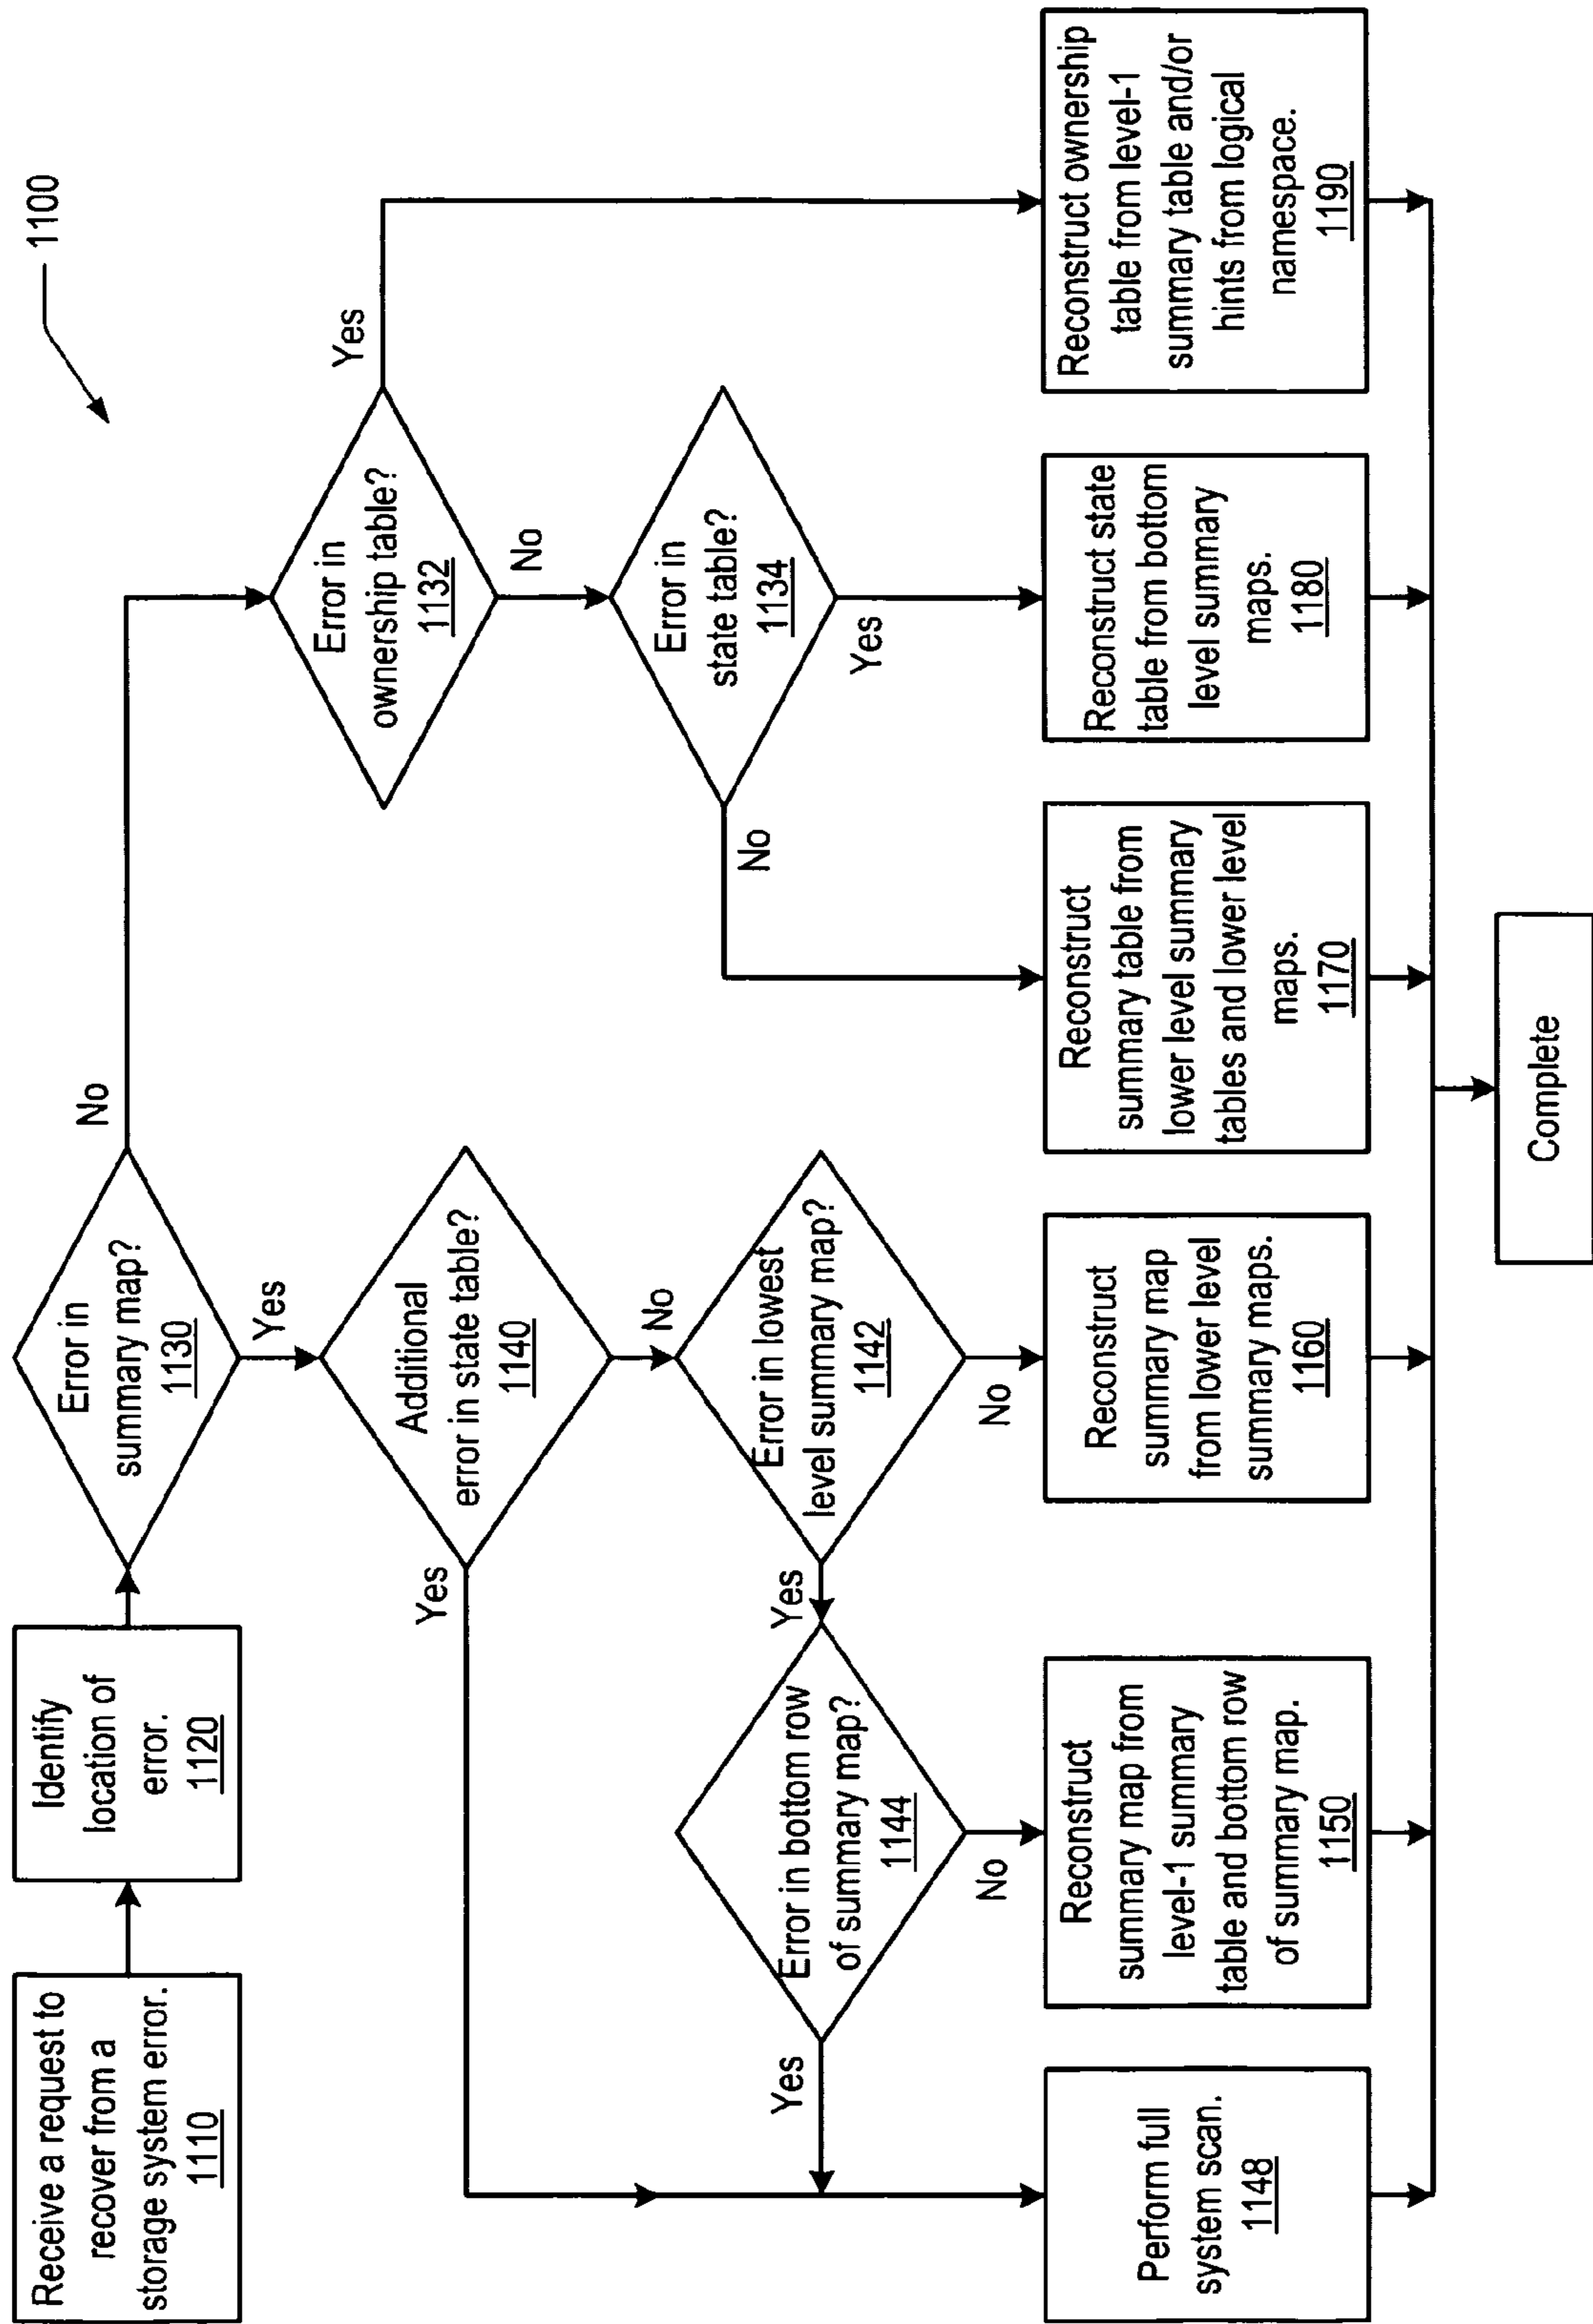 1100
Receive a request to
recover from a
storage system error.
1110
Identify
location of
error.
1120
Error in
summary map?
1130
No
Yes
Error in
ownership table?
1132
Yes
No
Additional
error in state table?
1140
Yes
No
Error in
state table?
1134
No
Yes
Error in lowest
level summary map?
1142
Yes
No
Error in bottom row
of summary map?
1144
Yes
No
Perform full
system scan.
1148
Reconstruct
summary map from
level-1 summary
table and bottom row
of summary map.
1150
Reconstruct
summary map
from lower level
summary maps.
1160
Reconstruct
summary table from
lower level summary
tables and lower level
maps.
1170
Reconstruct state
table from bottom
level summary
maps.
1180
Reconstruct ownership
table from level-1
summary table and/or
hints from logical
namespace.
1190
Complete